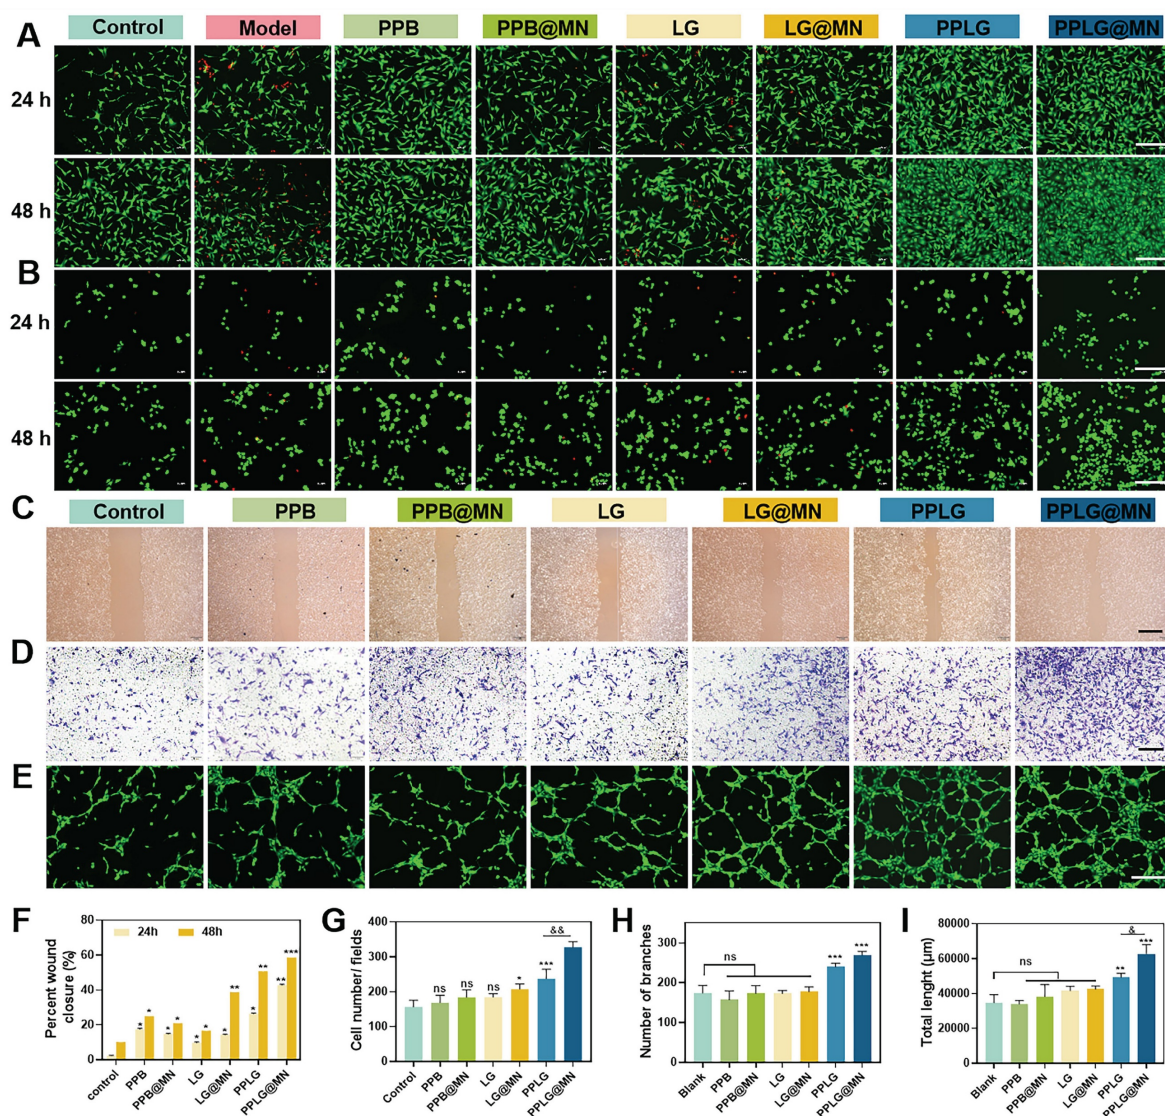 A
Control Model PPB PPB@MN LG LG@MN PPLG PPLG@MN
24 h
48 h
B
24 h
48 h
C
Control PPB PPB@MN LG LG@MN PPLG PPLG@MN
D
E
F
80
60
40
20
0
Percent wound
closure (%)
24h 48h
* * * * * * * ** * *** ** ***
control PPB PPB@MN LG LG@MN PPLG PPLG@MN
G
400
300
200
100
0
Cell number/ fields
ns ns ns * *** &&
Control PPB PPB@MN LG LG@MN PPLG PPLG@MN
H
300
200
100
0
Number of branches
ns *** ***
Blank PPB PPB@MN LG LG@MN PPLG PPLG@MN
I
80000
60000
40000
20000
0
Total lenght (μm)
ns ** & ***
Blank PPB PPB@MN LG LG@MN PPLG PPLG@MN